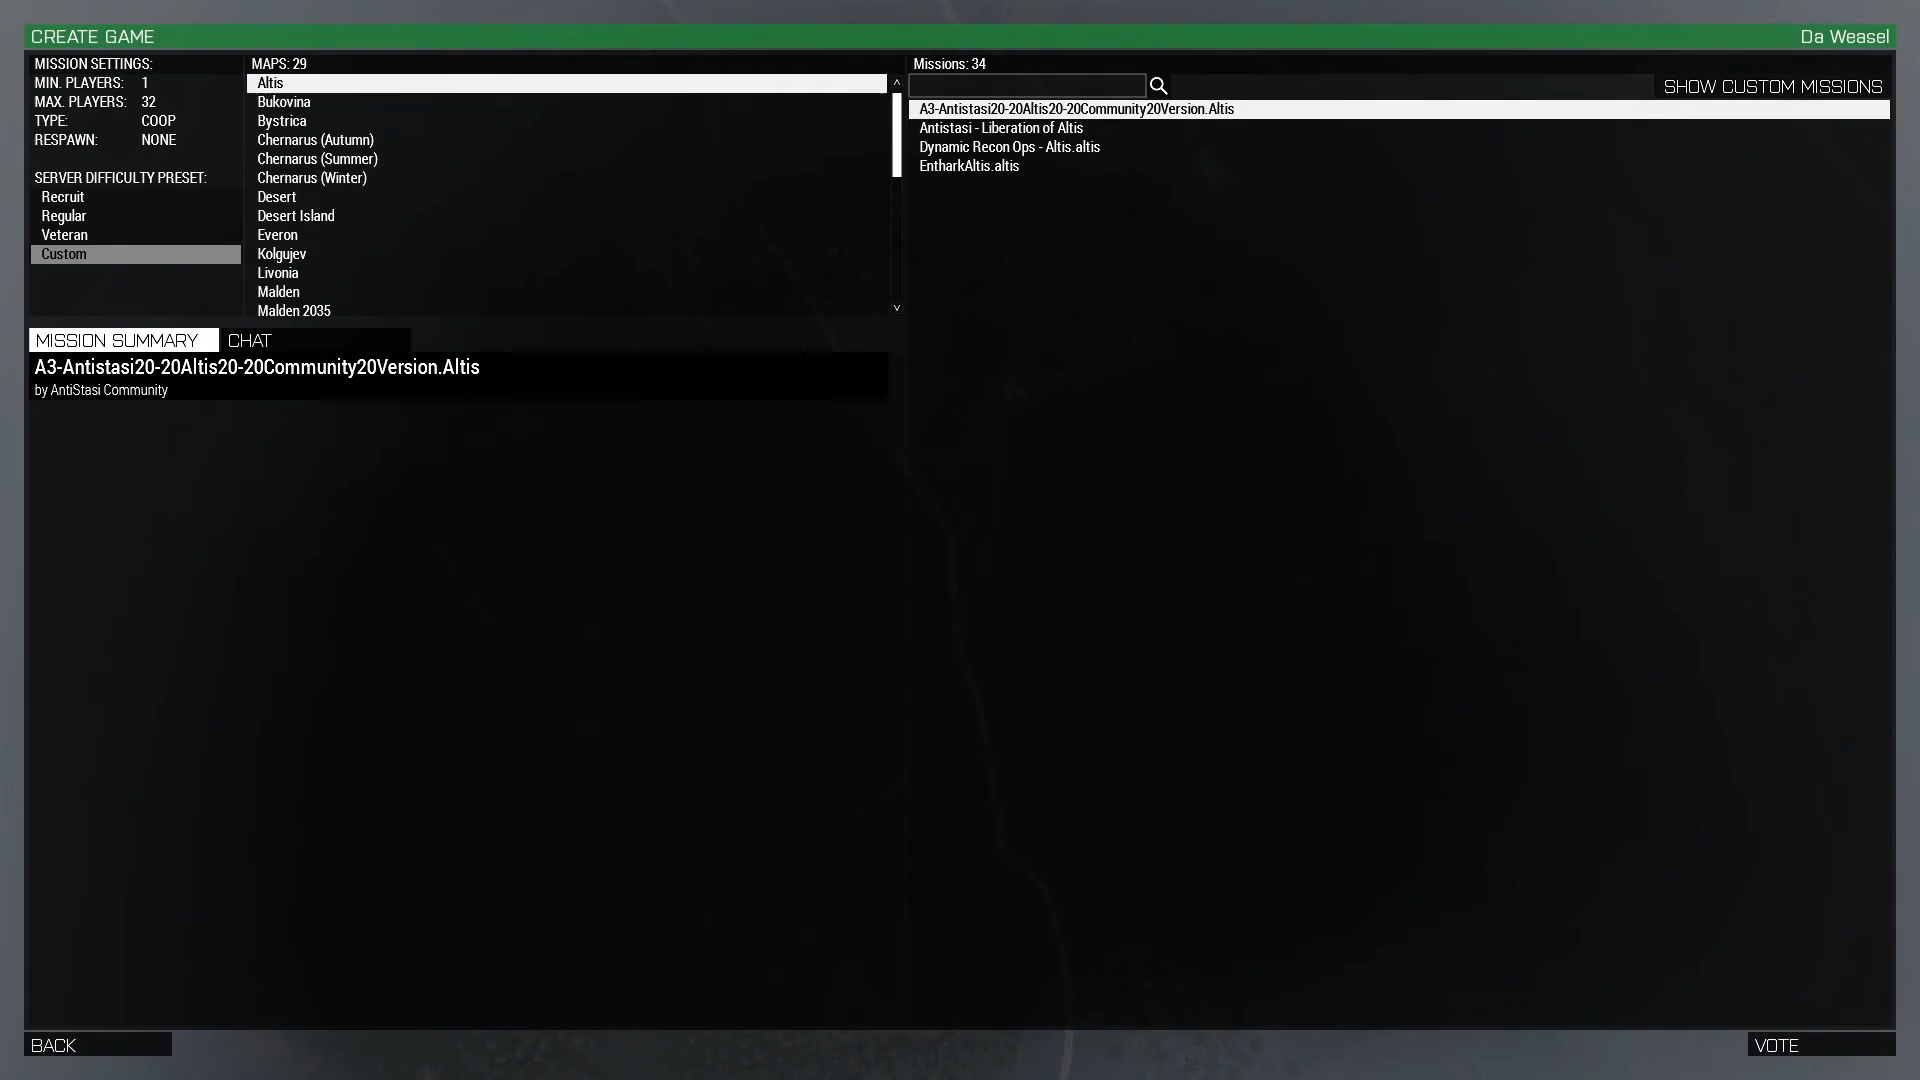 CREATE GAME
Da Weasel
MISSION SETTINGS:
MIN. PLAYERS: 1
MAX. PLAYERS: 32
TYPE: COOP
RESPAWN: NONE
SERVER DIFFICULTY PRESET:
Recruit
Regular
Veteran
Custom
MAPS: 29
Altis
Bukovina
Bystrica
Chernarus (Autumn)
Chernarus (Summer)
Chernarus (Winter)
Desert
Desert Island
Everon
Kolgujev
Livonia
Malden
Malden 2035
Missions: 34
SHOW CUSTOM MISSIONS
A3-Antistasi20-20Altis20-20Community20Version.Altis
Antistasi - Liberation of Altis
Dynamic Recon Ops - Altis.altis
EntharkAltis.altis
MISSION SUMMARY
CHAT
A3-Antistasi20-20Altis20-20Community20Version.Altis
by AntiStasi Community
BACK
VOTE